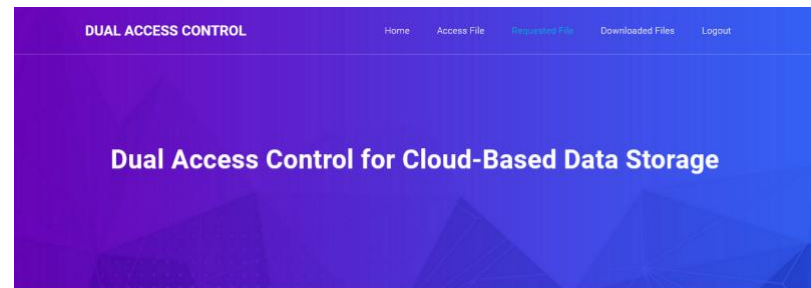 DUAL ACCESS CONTROL Home Access File Requested File Downloaded Files Logout
Dual Access Control for Cloud-Based Data Storage